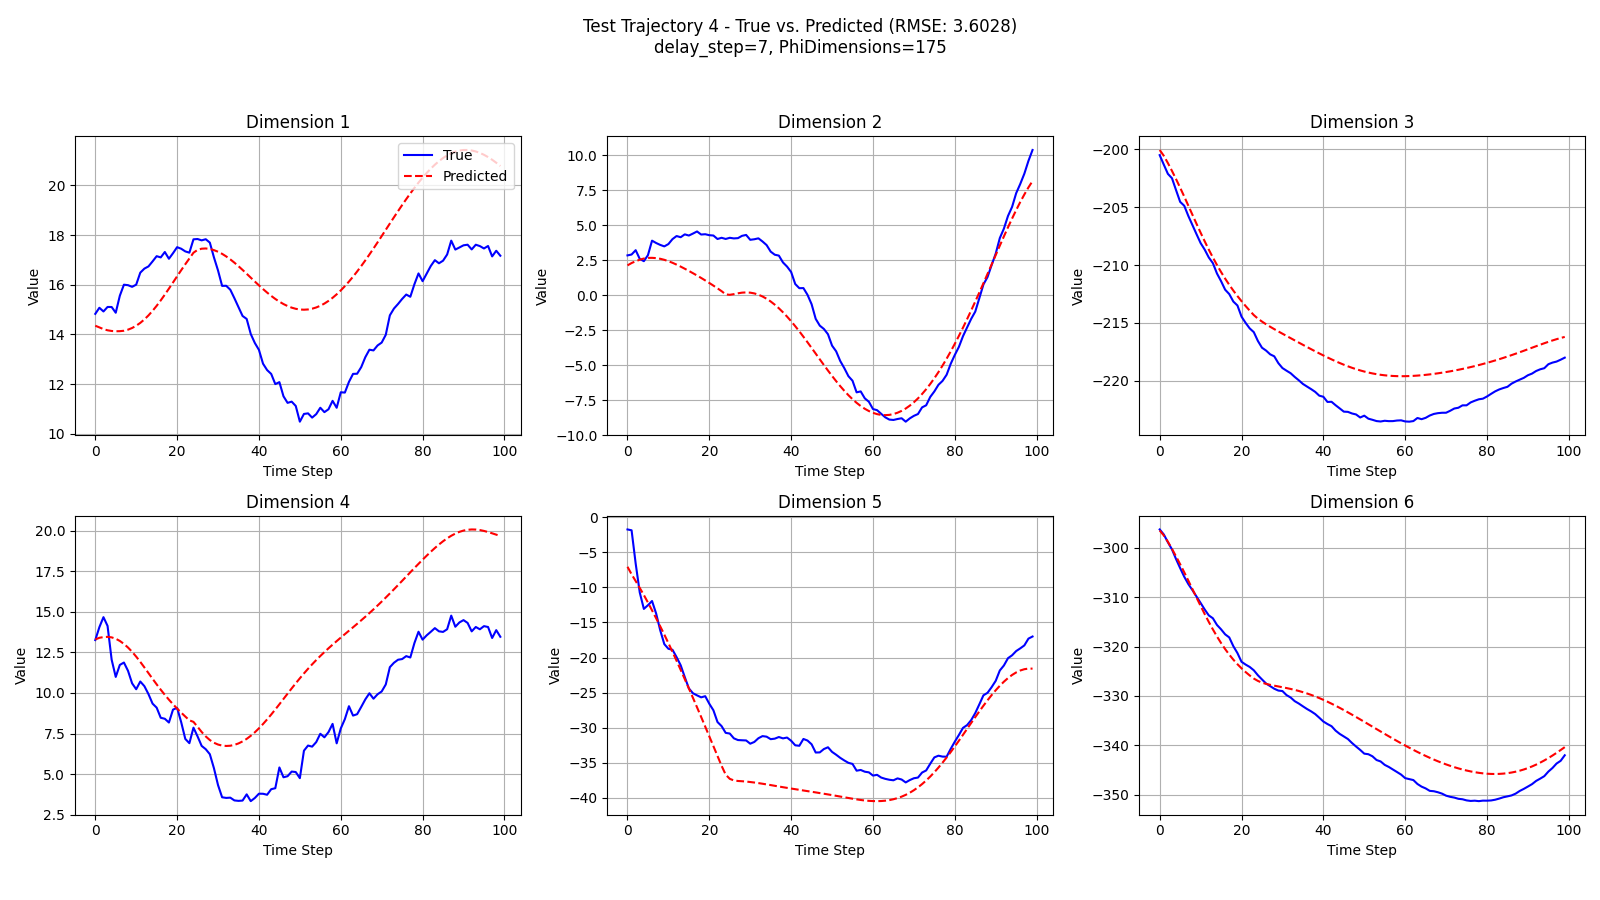 Test Trajectory 4 - True vs. Predicted (RMSE: 3.6028)
delay_step=7, PhiDimensions=175
Dimension 1
True
Predicted
20
18
16
14
12
10
Value
0 20 40 60 80 100
Time Step
Dimension 2
10.0
7.5
5.0
2.5
0.0
−2.5
−5.0
−7.5
−10.0
Value
0 20 40 60 80 100
Time Step
Dimension 3
−200
−205
−210
−215
−220
Value
0 20 40 60 80 100
Time Step
Dimension 4
20.0
17.5
15.0
12.5
10.0
7.5
5.0
2.5
Value
0 20 40 60 80 100
Time Step
Dimension 5
0
−5
−10
−15
−20
−25
−30
−35
−40
Value
0 20 40 60 80 100
Time Step
Dimension 6
−300
−310
−320
−330
−340
−350
Value
0 20 40 60 80 100
Time Step